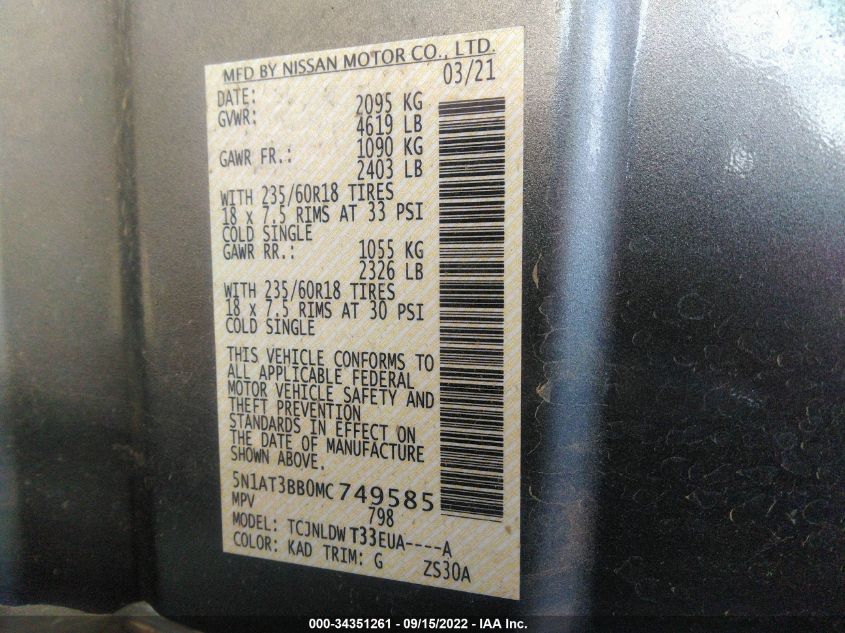 MFD BY NISSAN MOTOR CO., LTD.
DATE: 03/21
GVWR: 2095 KG
4619 LB
GAWR FR.: 1090 KG
2403 LB
WITH 235/60R18 TIRES
18 x 7.5 RIMS AT 33 PSI
COLD SINGLE
GAWR RR.: 1055 KG
2326 LB
WITH 235/60R18 TIRES
18 x 7.5 RIMS AT 30 PSI
COLD SINGLE
THIS VEHICLE CONFORMS TO
ALL APPLICABLE FEDERAL
MOTOR VEHICLE SAFETY AND
THEFT PREVENTION
STANDARDS IN EFFECT ON
THE DATE OF MANUFACTURE
SHOWN ABOVE.
5N1AT3BB0MC749585
MPV 798
MODEL: TCJNLDW T33EUA----A
COLOR: KAD TRIM: G ZS30A
000-34351261 - 09/15/2022 - IAA Inc.